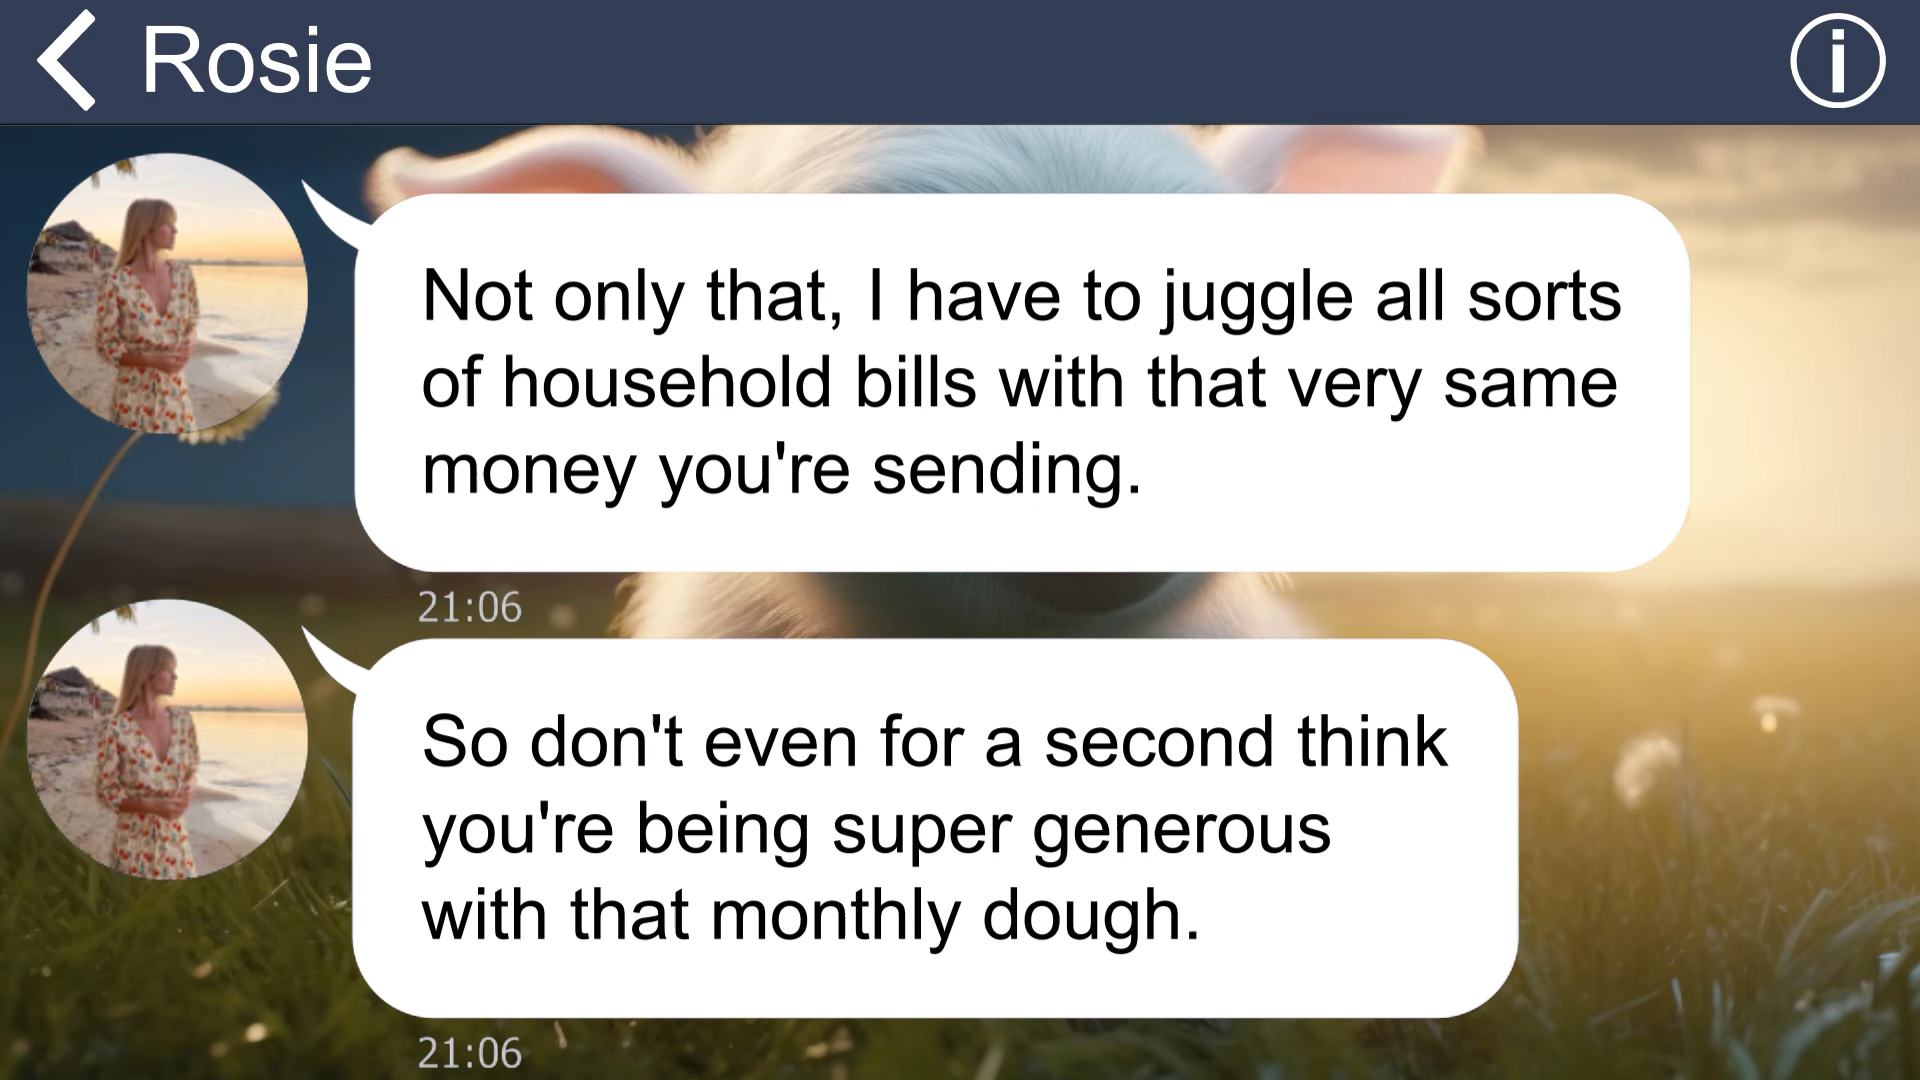 Rosie
Not only that, I have to juggle all sorts
of household bills with that very same
money you're sending.
21:06
So don't even for a second think
you're being super generous
with that monthly dough.
21:06